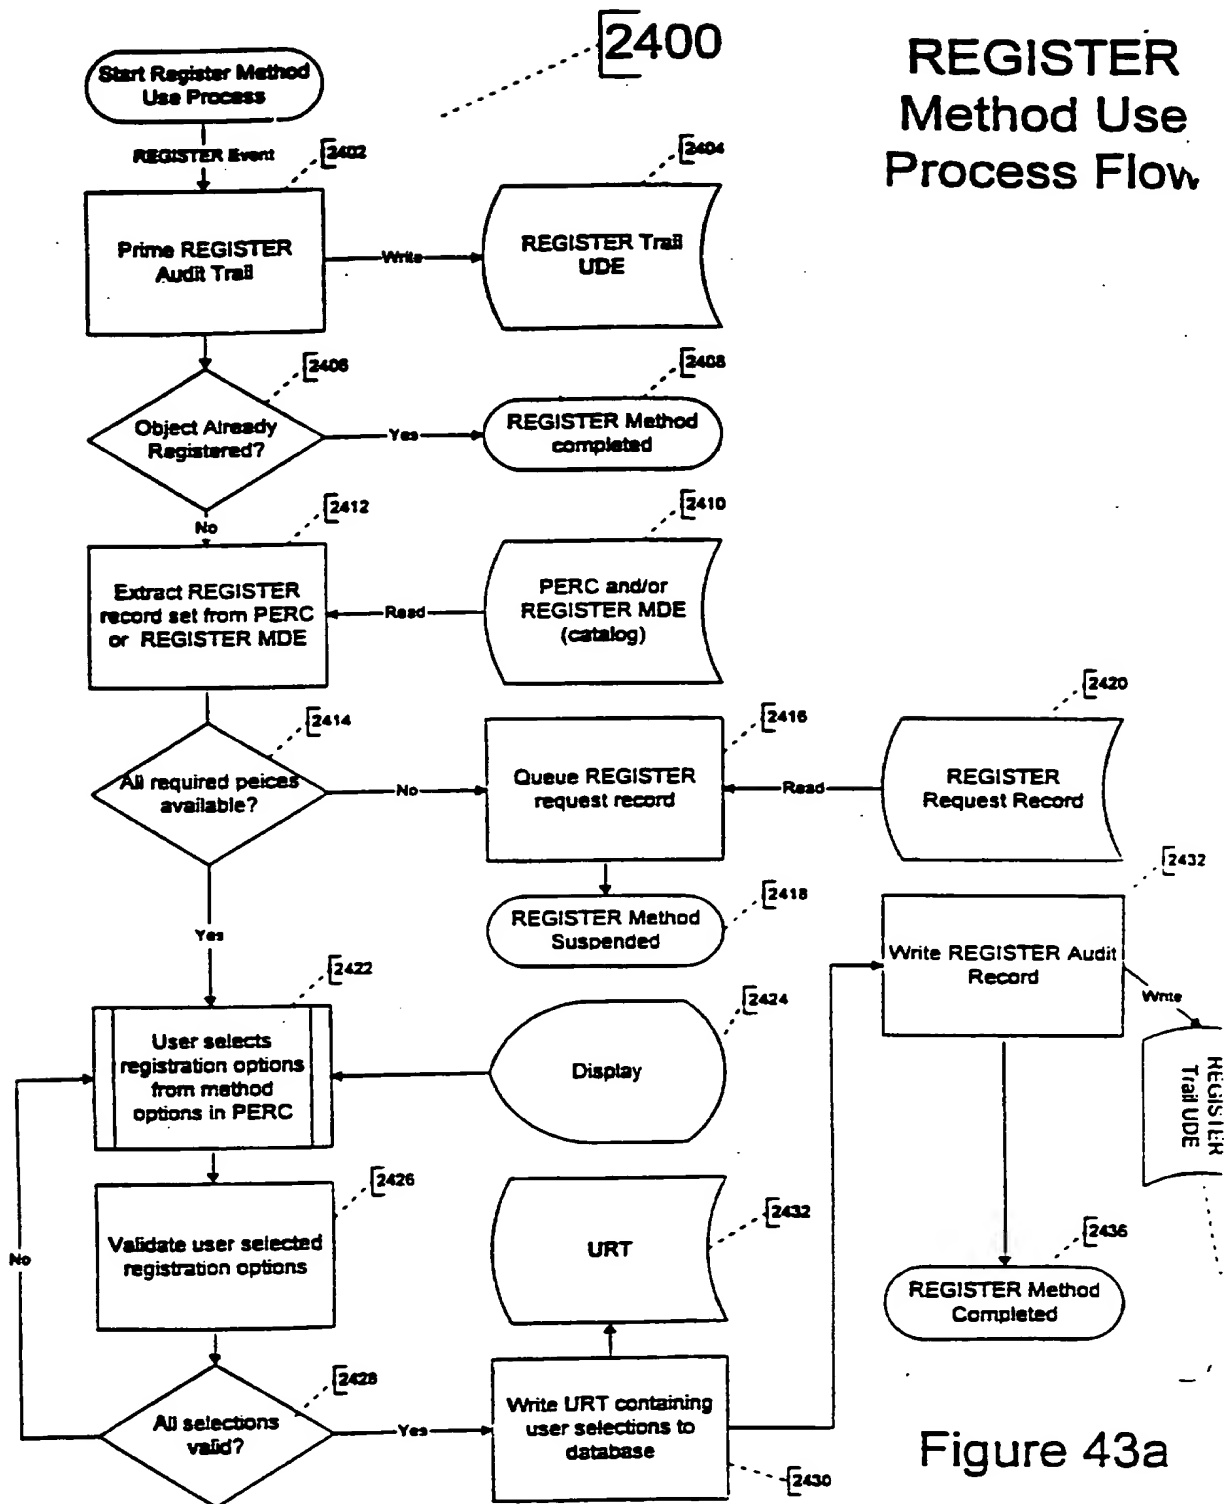 2400
REGISTER
Method Use
Process Flow
Start Register Method
Use Process
REGISTER Event
2402
2404
Prime REGISTER
Audit Trail
Write
REGISTER Trail
UDE
2406
2408
Object Already
Registered?
Yes
REGISTER Method
completed
No
2412
2410
Extract REGISTER
record set from PERC
or REGISTER MDE
Read
PERC and/or
REGISTER MDE
(catalog)
2414
2416
2420
All required peices
available?
No
Queue REGISTER
request record
Read
REGISTER
Request Record
2418
REGISTER Method
Suspended
2432
Write REGISTER Audit
Record
Write
REGISTER
Trail UDE
Yes
2422
2424
User selects
registration options
from method
options in PERC
Display
2426
2432
Validate user selected
registration options
URT
No
2436
REGISTER Method
Completed
2428
All selections
valid?
Yes
Write URT containing
user selections to
database
2430
Figure 43a